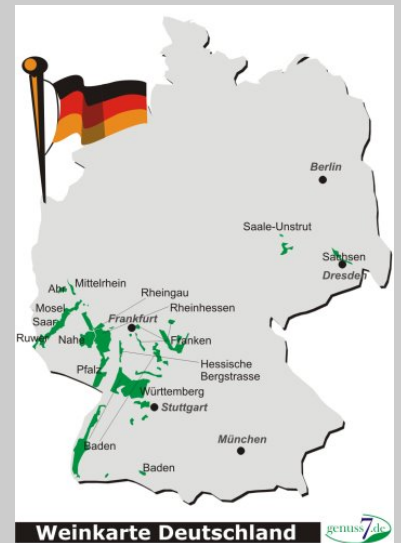 Berlin
Saale-Unstrut
Sachsen
Dresden
Ahr
Mittelrhein
Rheingau
Mosel
Rheinhessen
Saar
Frankfurt
Ruwer
Nahe
Franken
Pfalz
Hessische
Bergstrasse
Württemberg
Stuttgart
Baden
München
Baden
Weinkarte Deutschland
genuss7.de